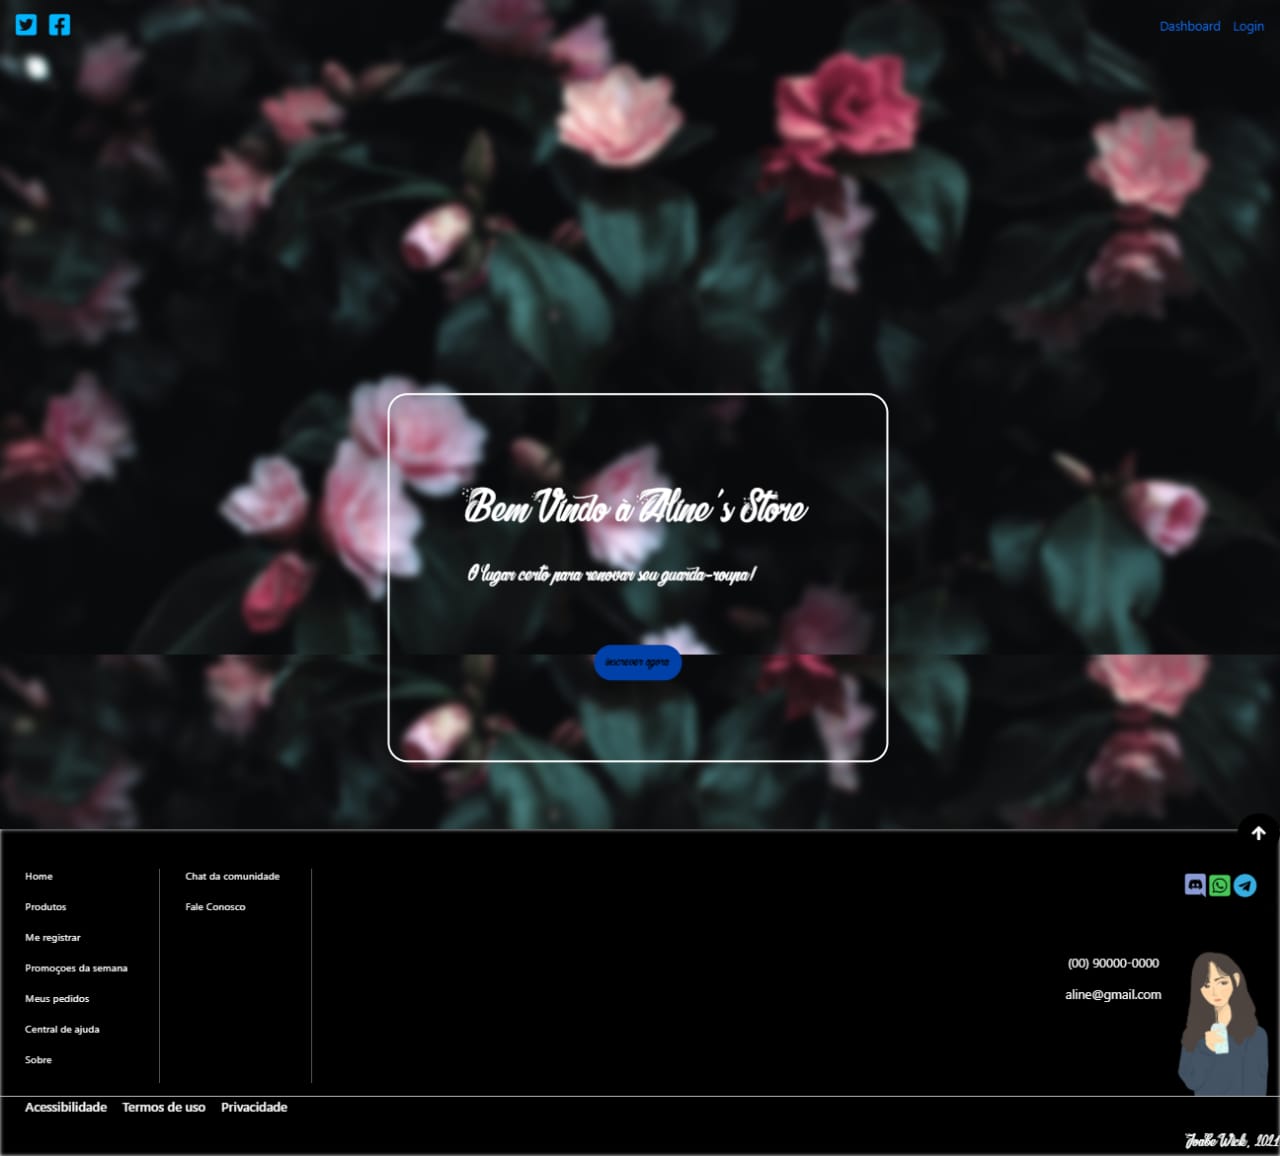 Dashboard Login
Bem Vindo à Aline's Store
O lugar certo para renovar seu guarda-roupa!
inscrever agora
Home
Produtos
Me registrar
Promoçoes da semana
Meus pedidos
Central de ajuda
Sobre
Chat da comunidade
Fale Conosco
(00) 90000-0000
aline@gmail.com
Acessibilidade Termos de uso Privacidade
Joabe Wick, 2021